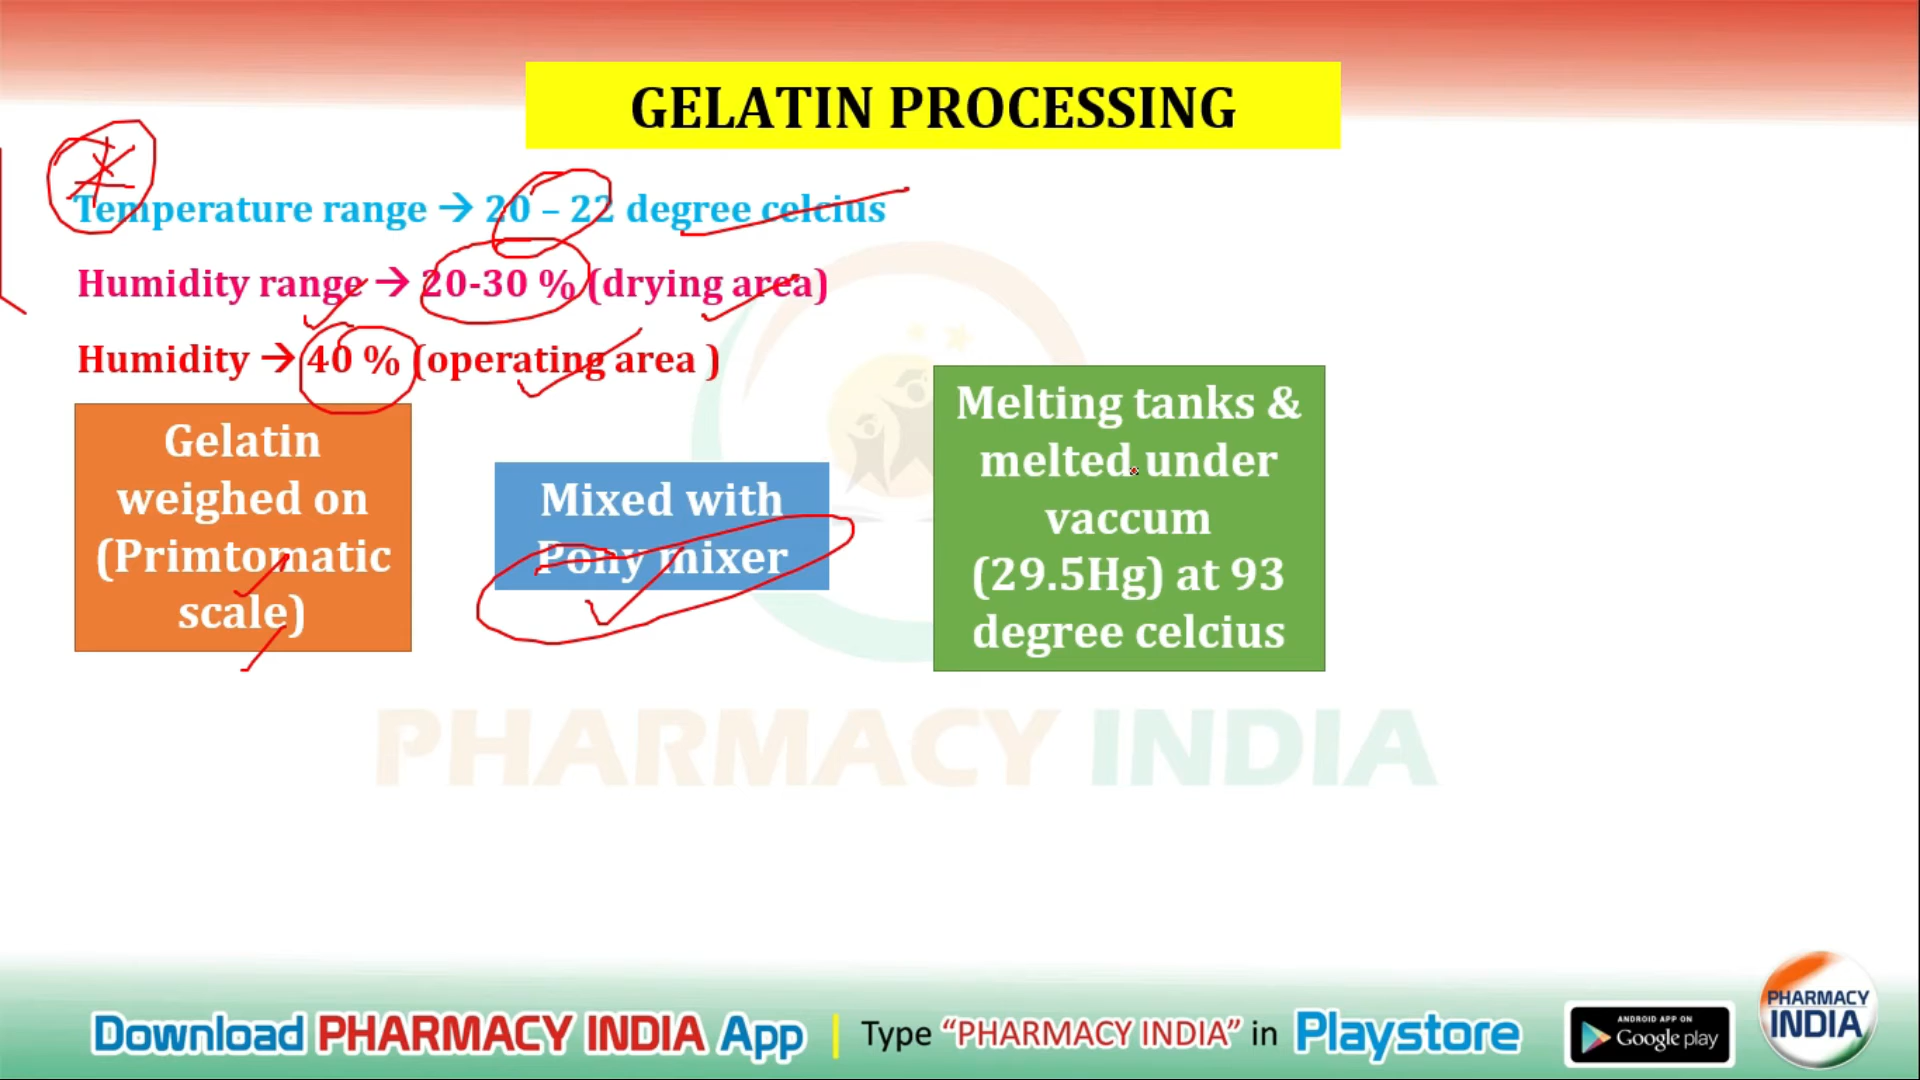 GELATIN PROCESSING
Temperature range → 20 – 22 degree celcius
Humidity range → 20-30 % (drying area)
Humidity → 40 % (operating area )
Gelatin
weighed on
(Primtomatic
scale)
Mixed with
Pony mixer
Melting tanks &
melted under
vaccum
(29.5Hg) at 93
degree celcius
PHARMACY INDIA
Download PHARMACY INDIA App | Type “PHARMACY INDIA” in Playstore
ANDROID APP ON
Google play
PHARMACY
INDIA